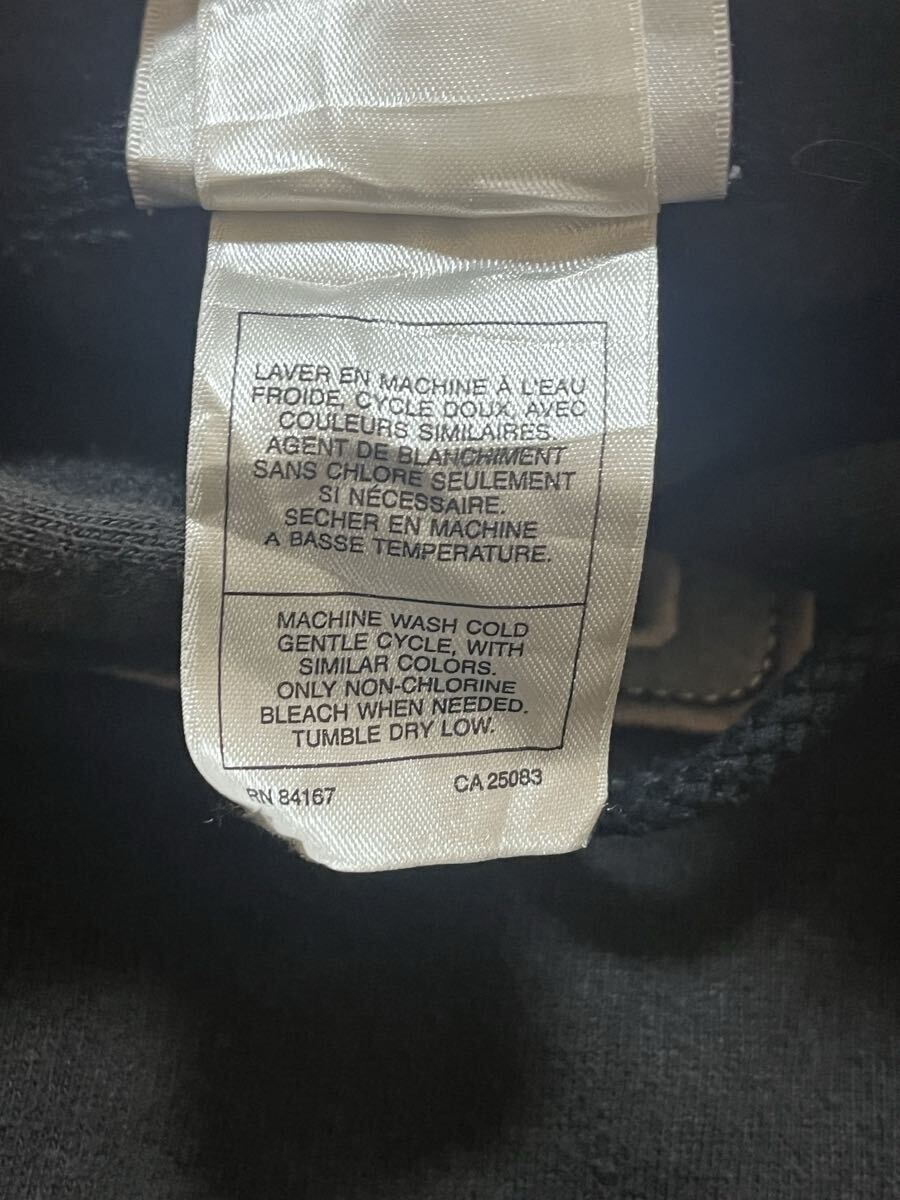 LAVER EN MACHINE À L'EAU
FROIDE, CYCLE DOUX, AVEC
COULEURS SIMILAIRES.
AGENT DE BLANCHIMENT
SANS CHLORE SEULEMENT
SI NÉCESSAIRE.
SECHER EN MACHINE
A BASSE TEMPERATURE.
MACHINE WASH COLD
GENTLE CYCLE, WITH
SIMILAR COLORS.
ONLY NON-CHLORINE
BLEACH WHEN NEEDED.
TUMBLE DRY LOW.
RN 84167 CA 25083